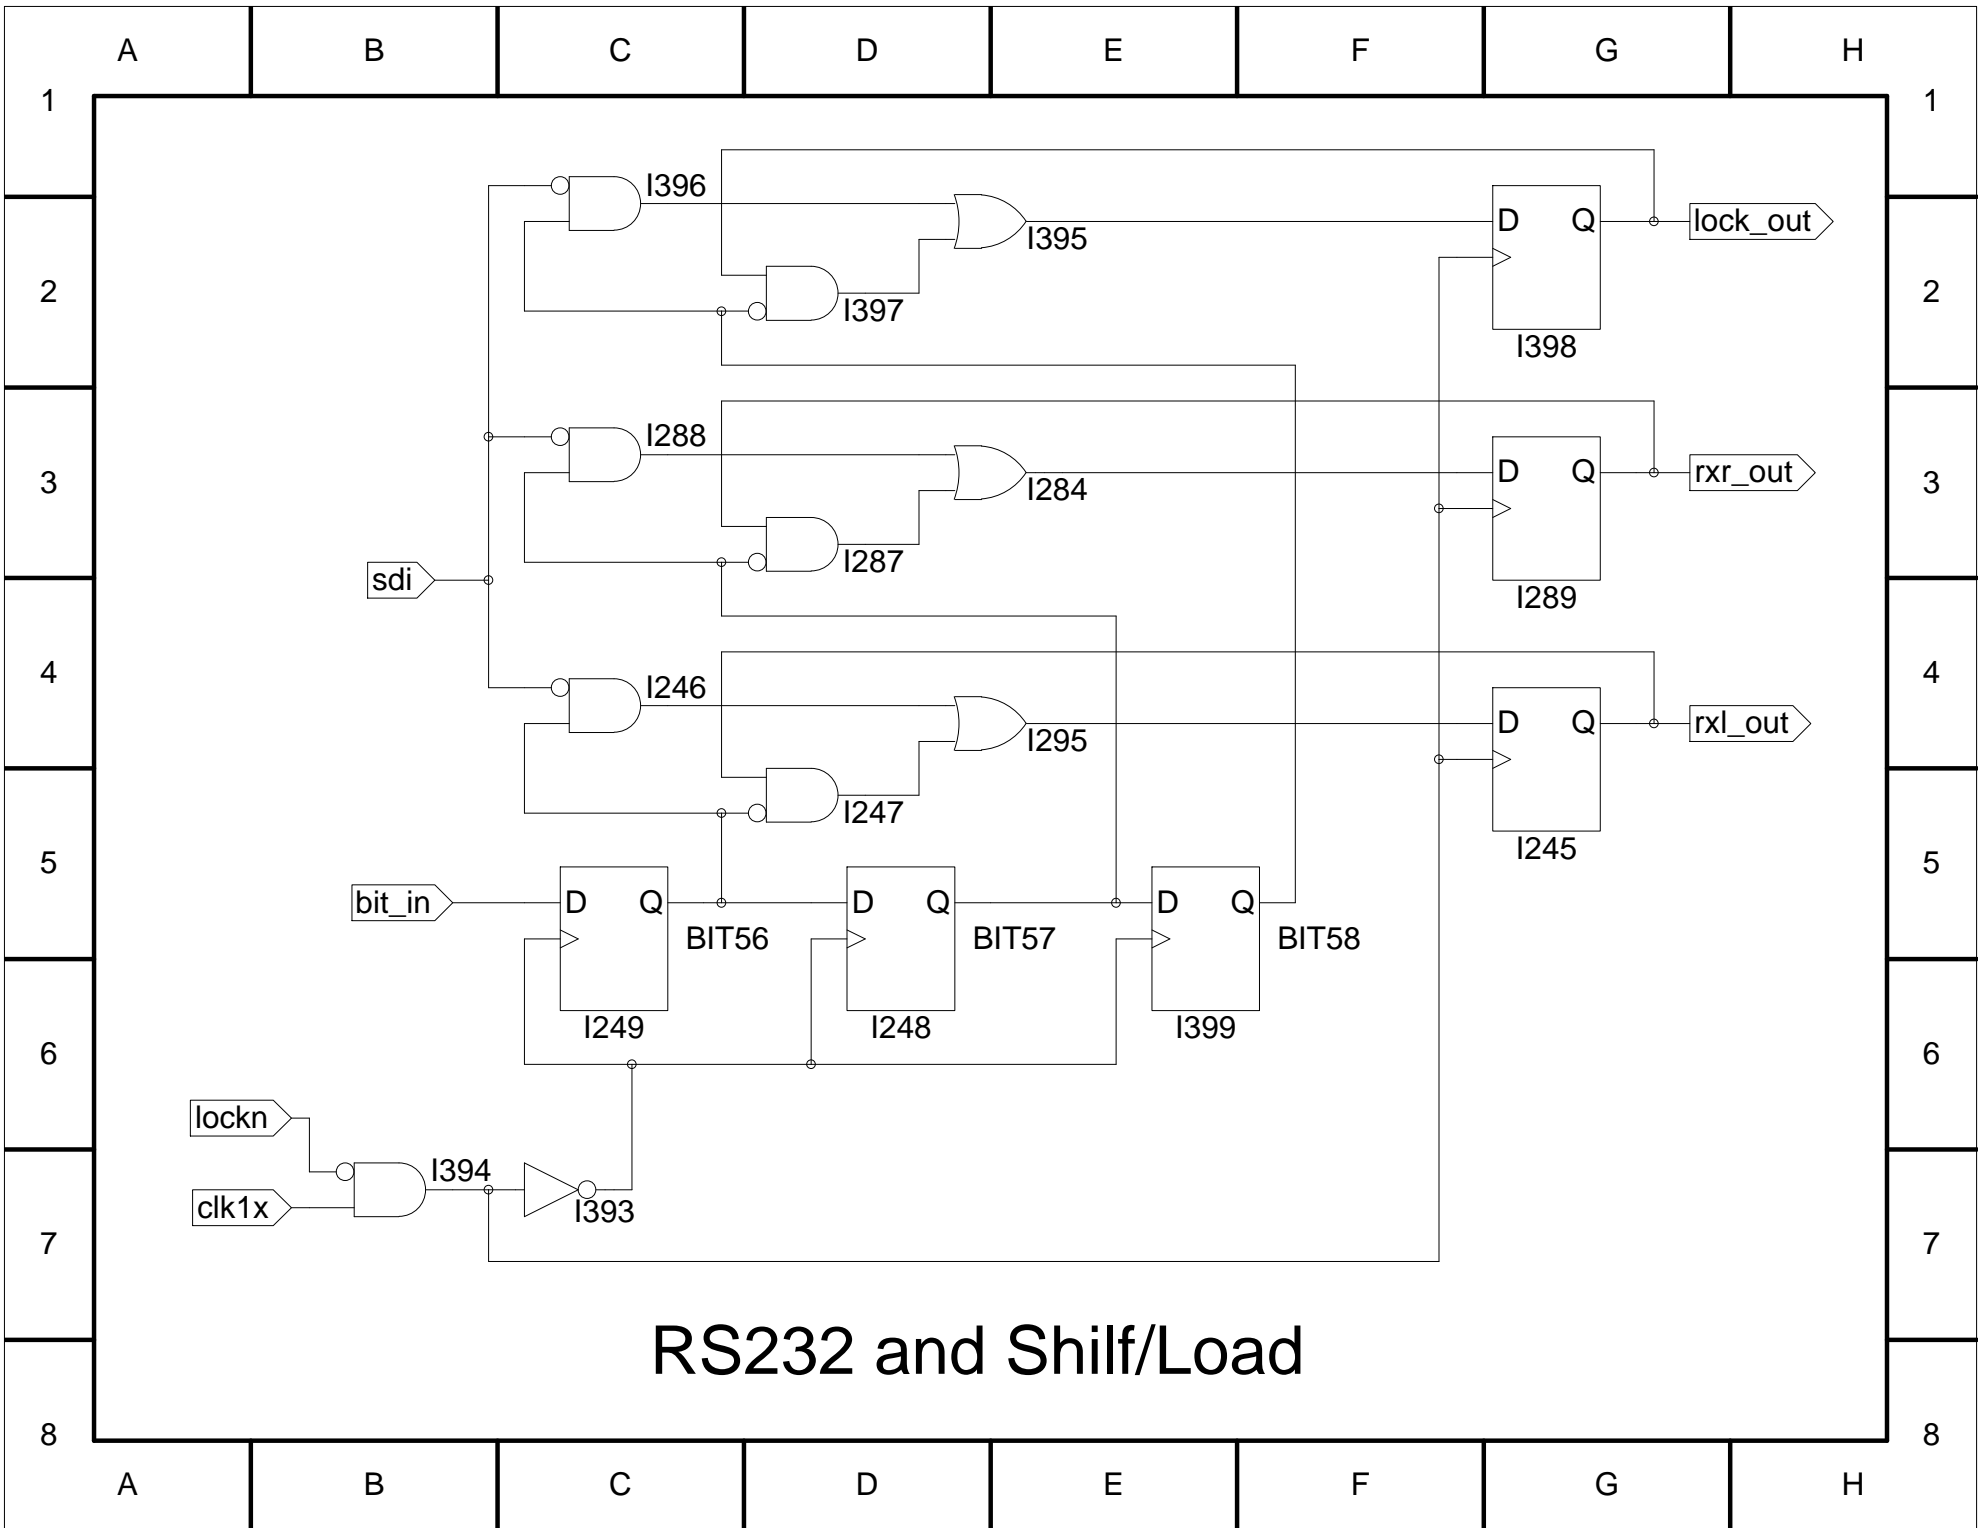 A B C D E F G H
1 1
I396
lock_out
D Q
I395
2 2
I397
I398
I288
rxr_out
D Q
3 3
I284
I287
sdi
I289
4 4
I246
rxl_out
D Q
I295
I247
I245
5 5
bit_in
D Q D Q D Q
BIT56 BIT57 BIT58
I249 I248 I399
6 6
lockn
I394
clk1x
I393
7 7
RS232 and Shilf/Load
8 8
A B C D E F G H